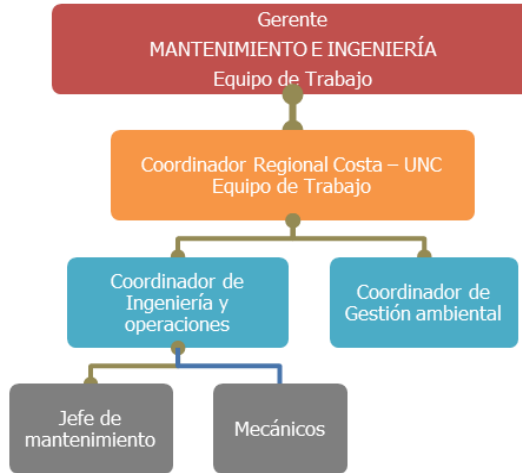 Gerente
MANTENIMIENTO E INGENIERÍA
Equipo de Trabajo
Coordinador Regional Costa – UNC
Equipo de Trabajo
Coordinador de
Ingeniería y
operaciones
Coordinador de
Gestión ambiental
Jefe de
mantenimiento
Mecánicos